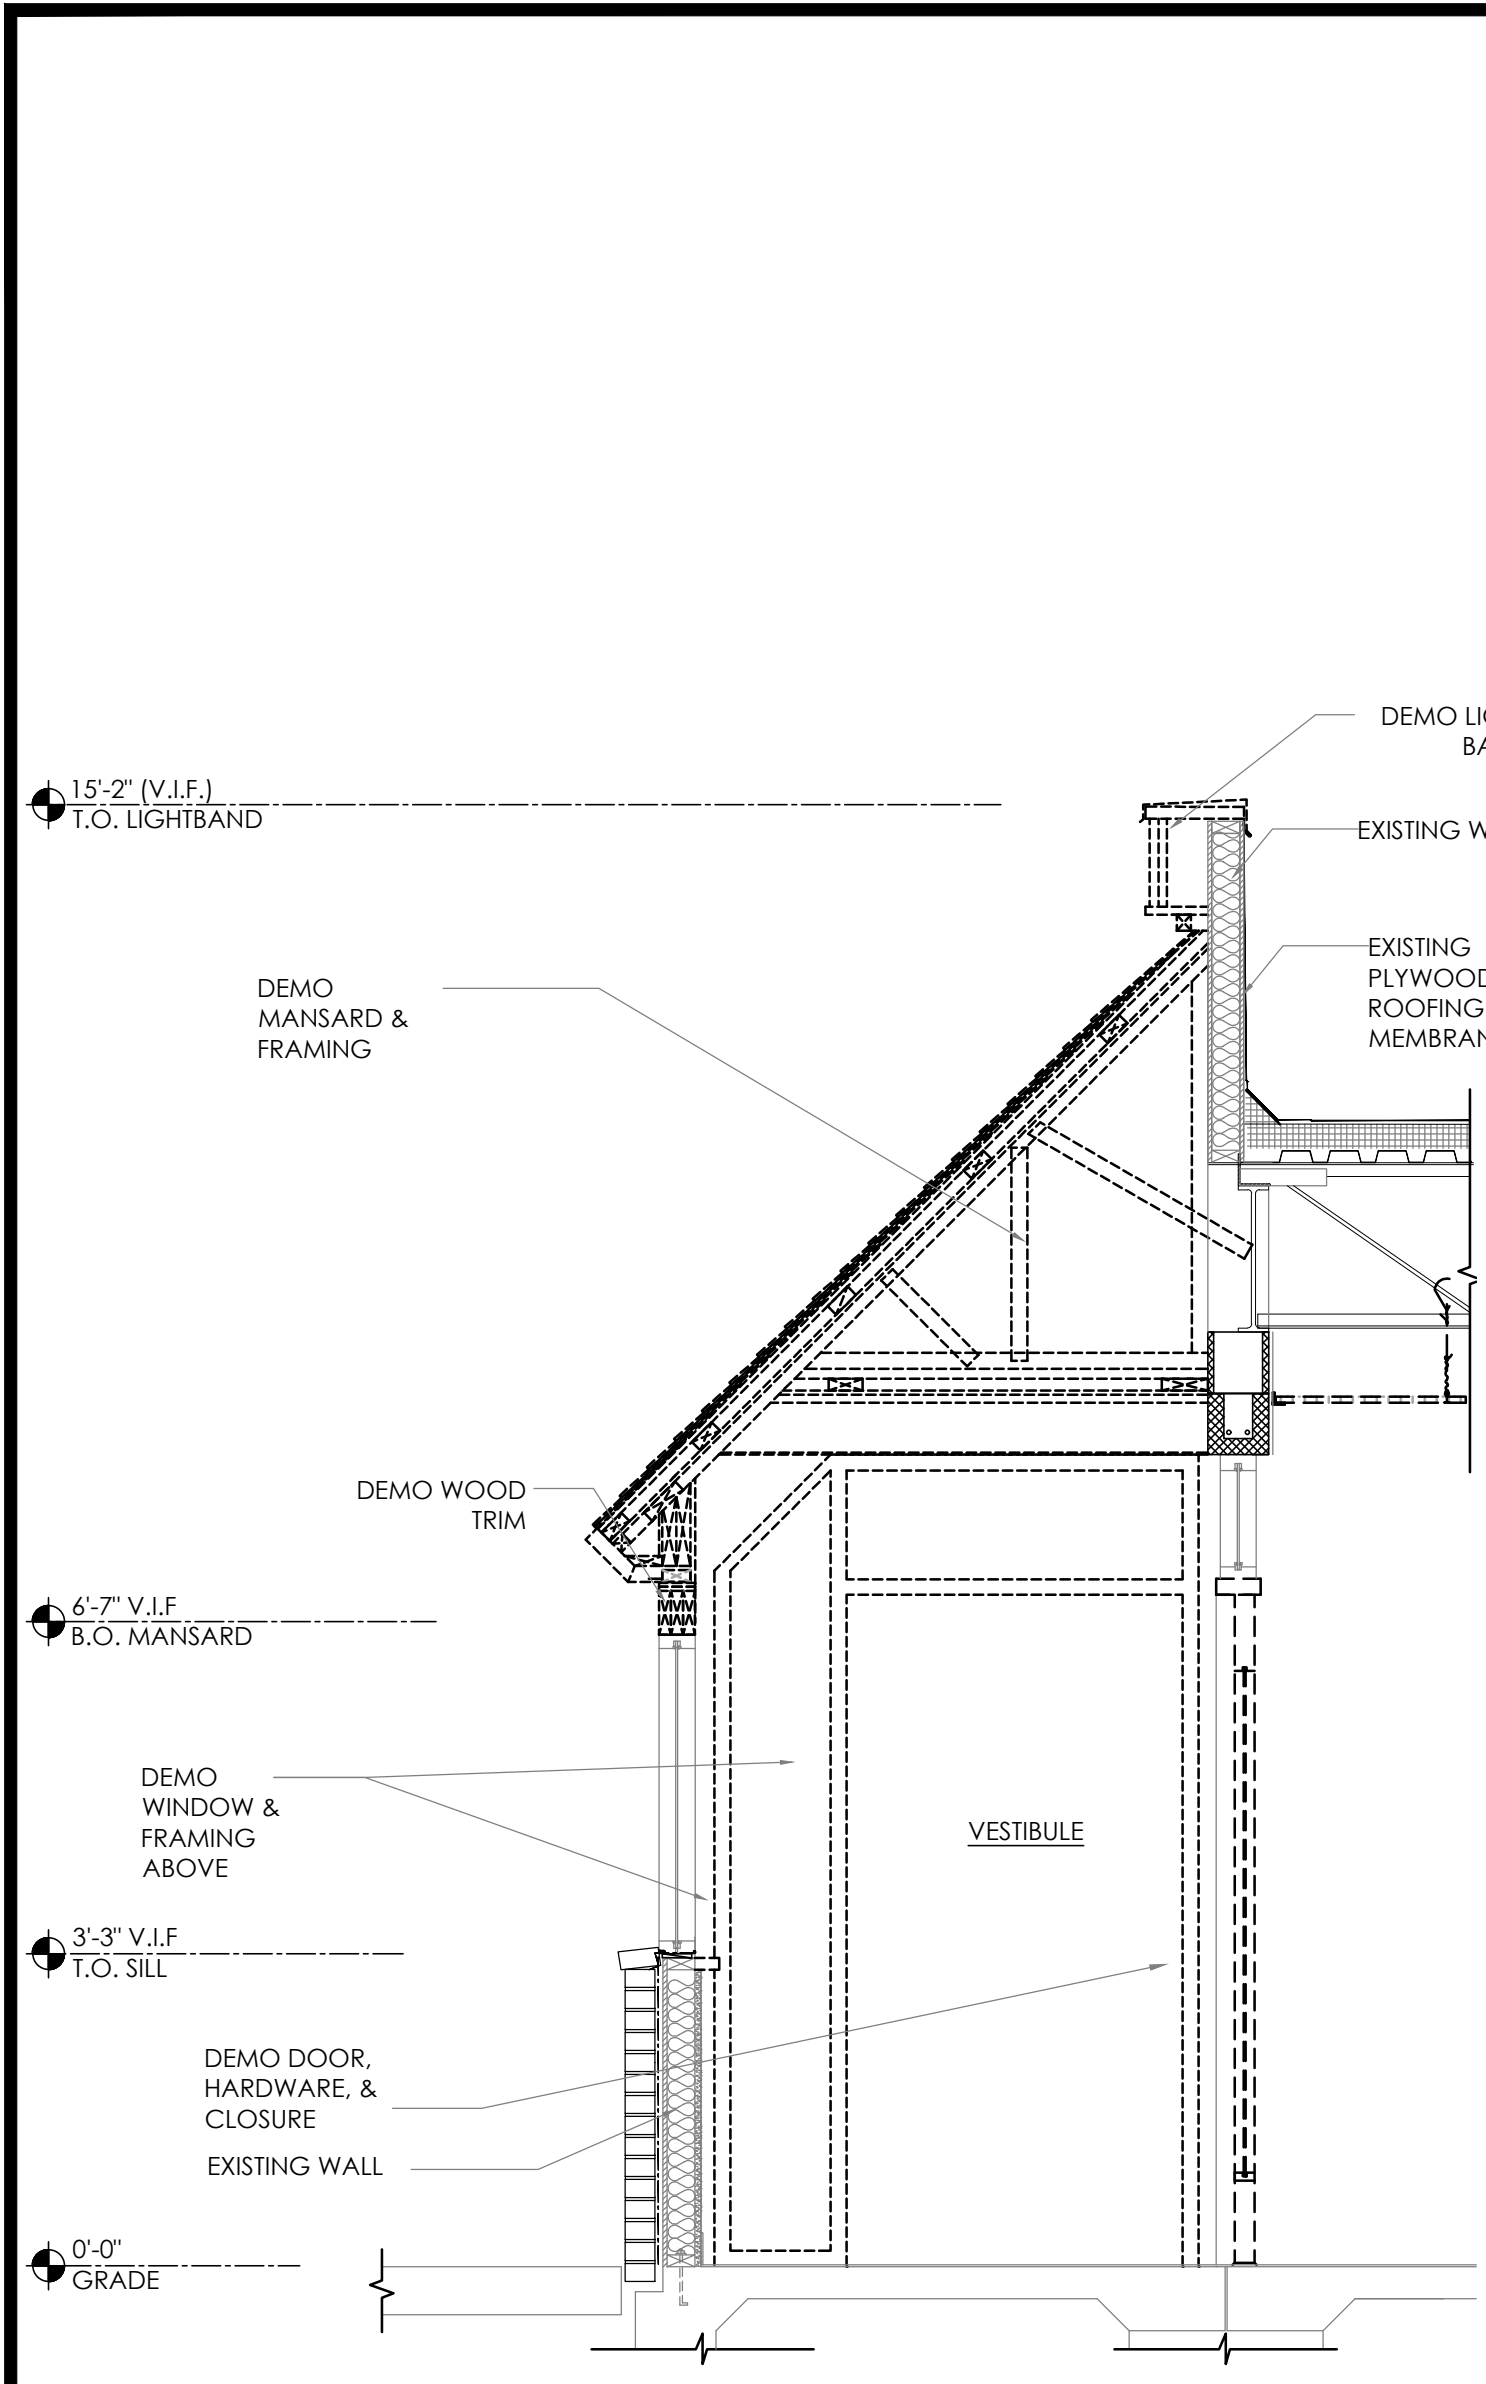 DEMO LIG
BA
15'-2" (V.I.F.)
T.O. LIGHTBAND
EXISTING W
EXISTING
PLYWOOD
ROOFING
MEMBRAN
DEMO
MANSARD &
FRAMING
DEMO WOOD
TRIM
6'-7" V.I.F
B.O. MANSARD
DEMO
WINDOW &
FRAMING
ABOVE
VESTIBULE
3'-3" V.I.F
T.O. SILL
DEMO DOOR,
HARDWARE, &
CLOSURE
EXISTING WALL
0'-0"
GRADE